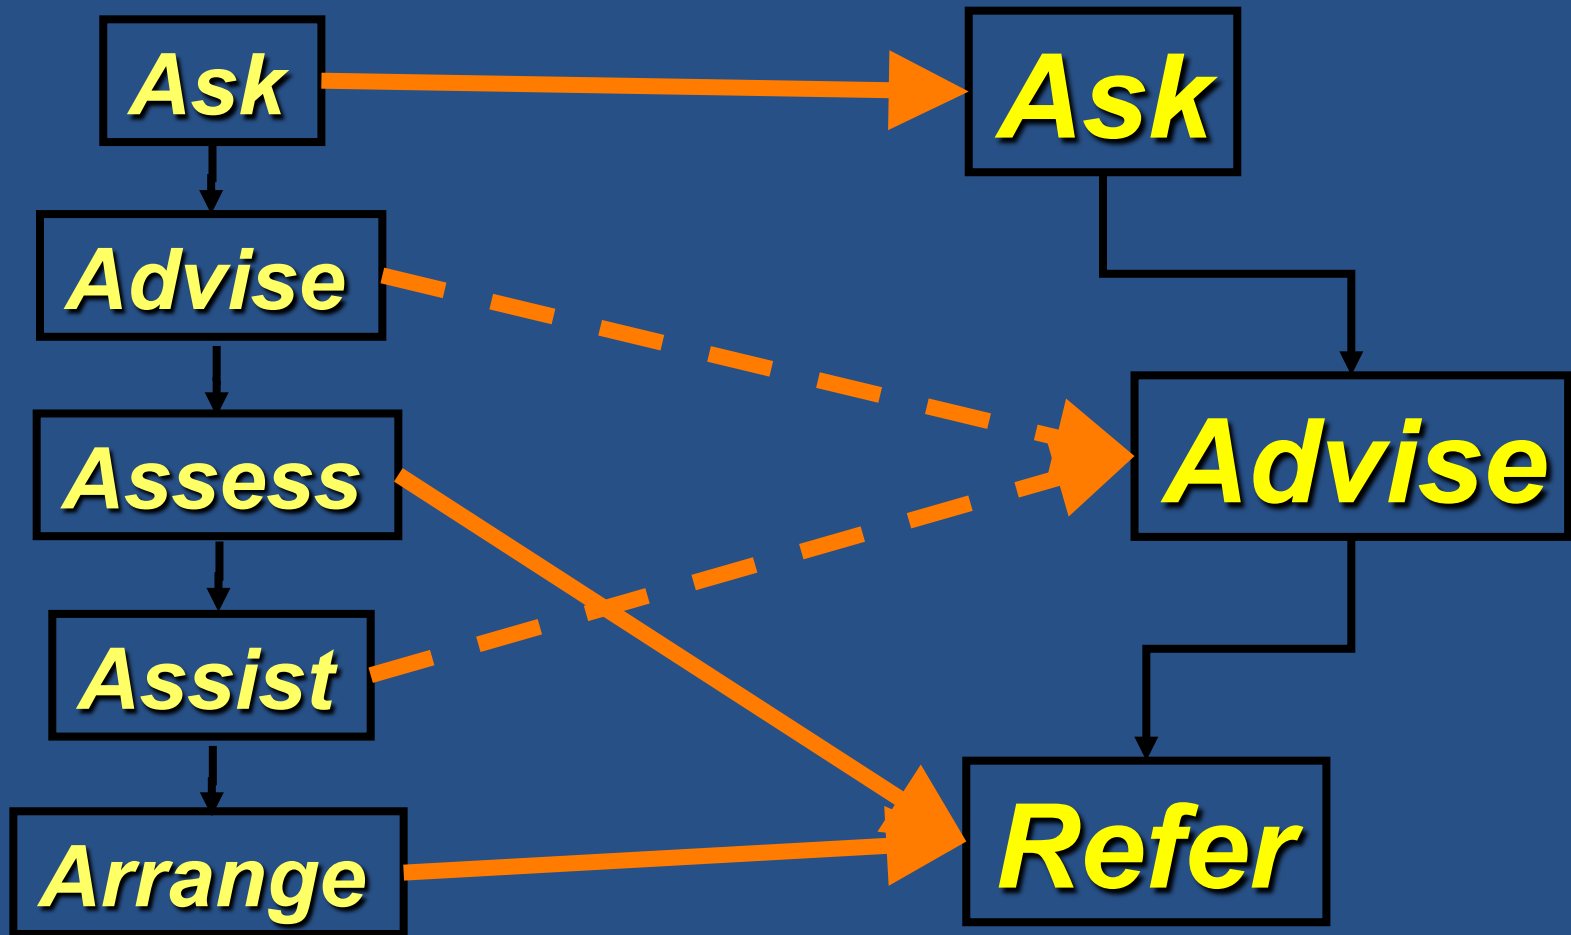 Ask
Advise
Assess
Assist
Arrange
Ask
Advise
Refer